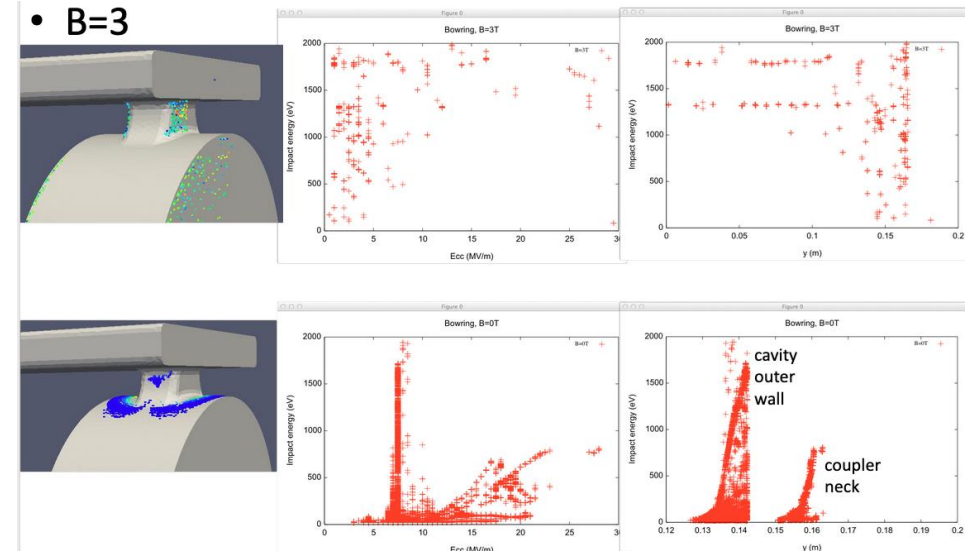 • B=3
Figure 0
Bowring, B=3T
B=3T
Impact energy (eV)
2000
1500
1000
500
0
0 5 10 15 20 25 30
Ecc (MV/m)
Figure 0
Bowring, B=3T
B=3T
Impact energy (eV)
2000
1500
1000
500
0
0 0.05 0.1 0.15 0.2
y (m)
Figure 0
Bowring, B=0T
B=0T
Impact energy (eV)
2000
1500
1000
500
0
0 5 10 15 20 25 30
Ecc (MV/m)
Figure 0
Bowring, B=0T
B=0T
cavity
outer
wall
coupler
neck
Impact energy (eV)
2000
1500
1000
500
0
0.12 0.13 0.14 0.15 0.16 0.17 0.18 0.19 0.2
y (m)